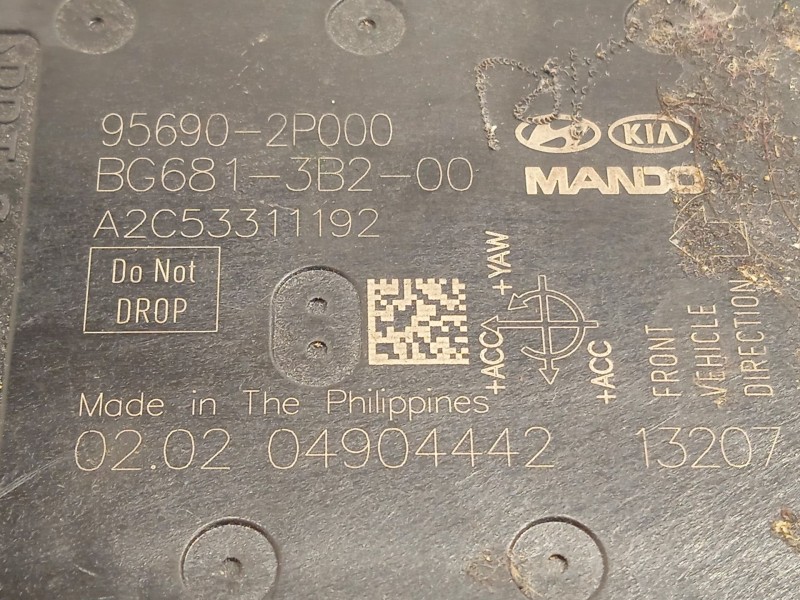 95690-2P000
BG681-3B2-00
A2C53311192
KIA
MANDO
Do Not
DROP
+YAW
+ACC
+ACC
FRONT
VEHICLE
DIRECTION
Made in The Philippines
02.02 04904442 13207